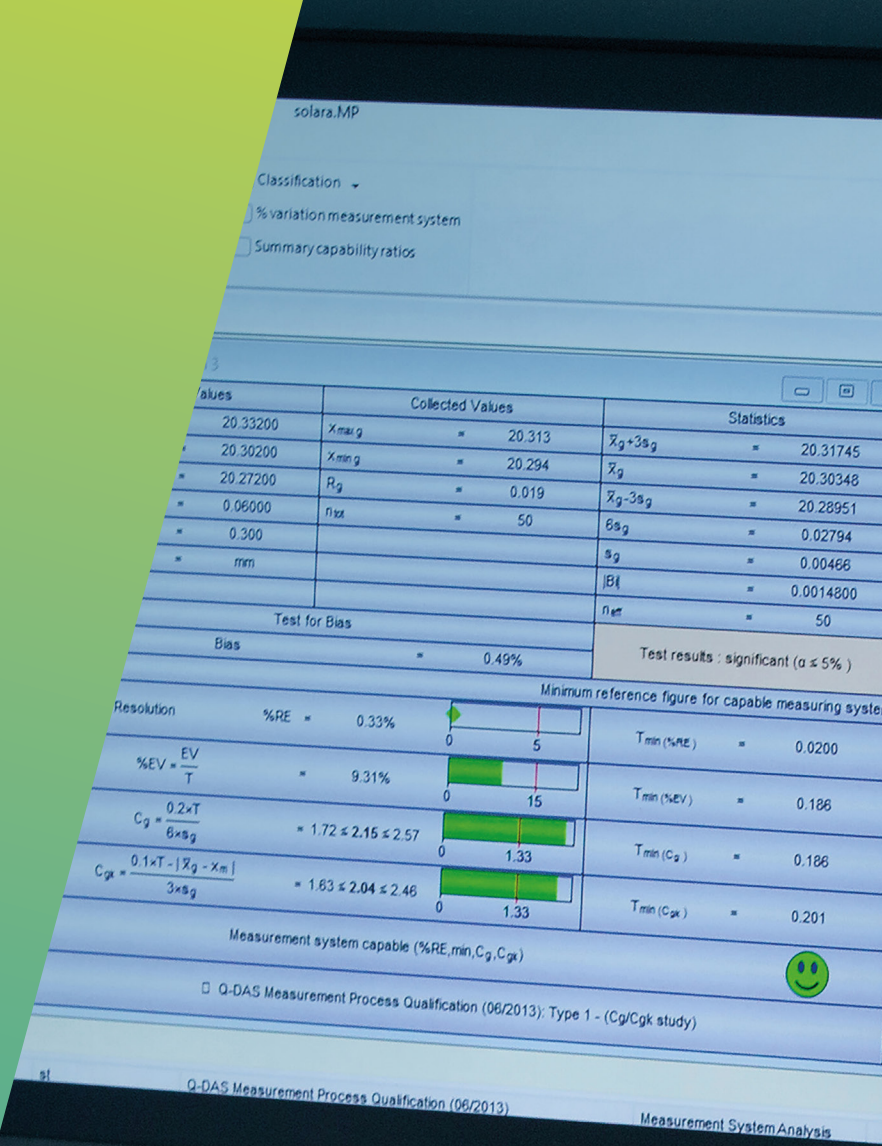 solara.MP
Classification
% variation measurement system
Summary capability ratios
3
alues Collected Values Statistics
20.33200 Xmax g = 20.313 x̄g+3sg = 20.31745
= 20.30200 Xmin g = 20.294 x̄g = 20.30348
= 20.27200 Rg = 0.019 x̄g-3sg = 20.28951
= 0.06000 ntot = 50 6sg = 0.02794
= 0.300 sg = 0.00466
= mm |Bi| = 0.0014800
neff = 50
Test for Bias
Bias = 0.49% Test results : significant (α ≤ 5% )
Minimum reference figure for capable measuring syste
Resolution %RE = 0.33% 0 5 Tmin (%RE) = 0.0200
%EV = EV/T = 9.31% 0 15 Tmin (%EV) = 0.186
Cg = 0.2×T/6×sg = 1.72 ≤ 2.15 ≤ 2.57 0 1.33 Tmin (Cg) = 0.186
Cgk = 0.1×T - |x̄g - xm|/3×sg = 1.63 ≤ 2.04 ≤ 2.46 0 1.33 Tmin (Cgk) = 0.201
Measurement system capable (%RE,min,Cg,Cgk)
Q-DAS Measurement Process Qualification (06/2013): Type 1 - (Cg/Cgk study)
st Q-DAS Measurement Process Qualification (06/2013) Measurement System Analysis